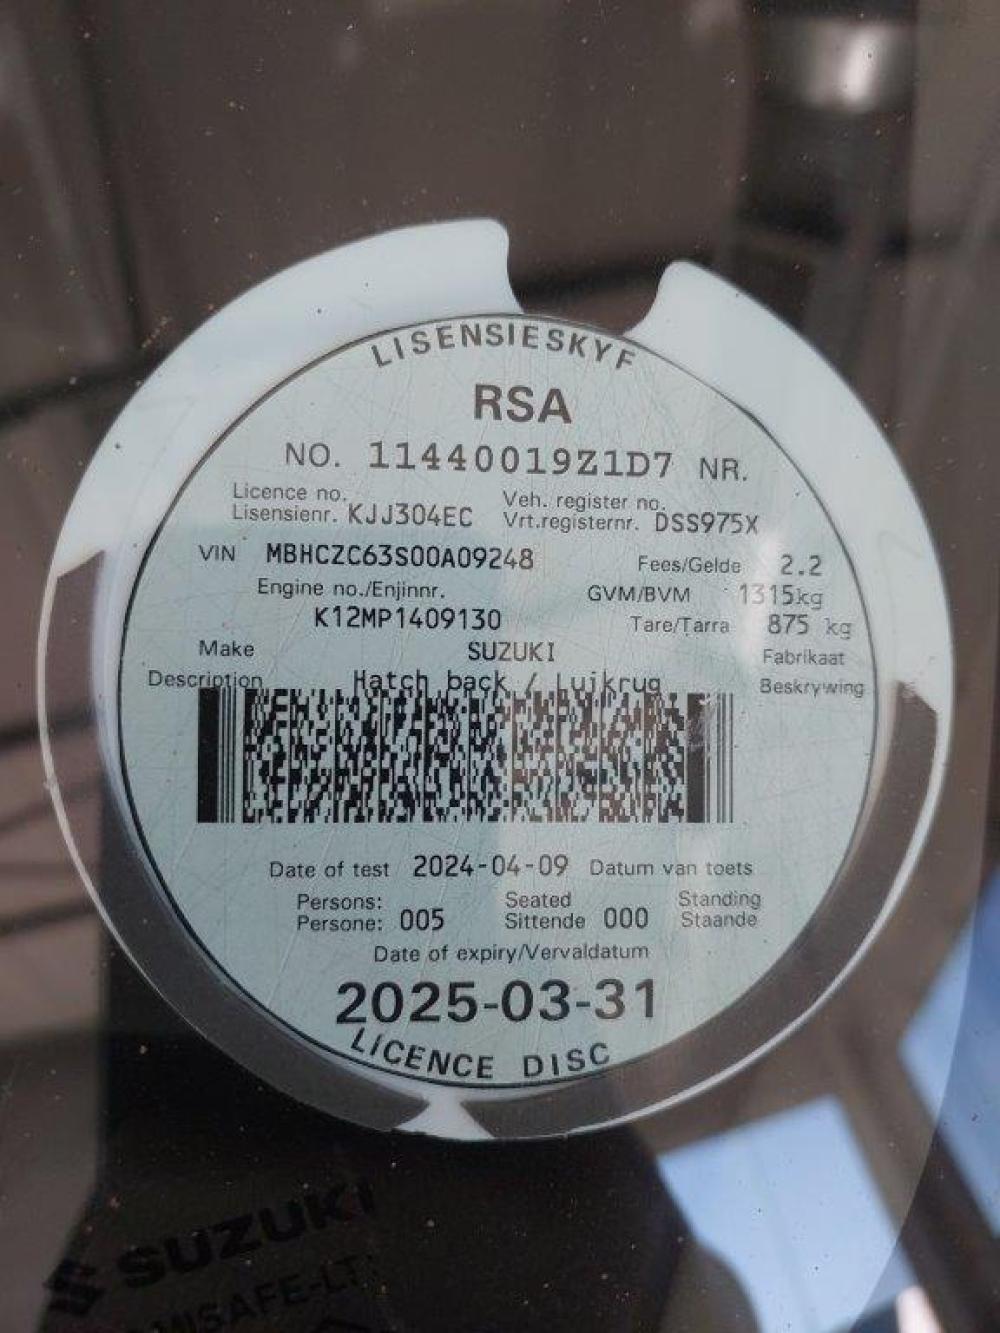 LISENSIESKYF
RSA
NO. 11440019Z1D7 NR.
Licence no. Veh. register no.
Lisensienr. KJJ304EC Vrt.registernr. DSS975X
VIN MBHCZC63S00A09248 Fees/Gelde 2.2
Engine no./Enjinnr. GVM/BVM 1315kg
K12MP1409130 Tare/Tarra 875 kg
Make SUZUKI Fabrikaat
Description Hatch back / Luikrug Beskrywing
Date of test 2024-04-09 Datum van toets
Persons: Seated Standing
Persone: 005 Sittende 000 Staande
Date of expiry/Vervaldatum
2025-03-31
LICENCE DISC
SUZUKI